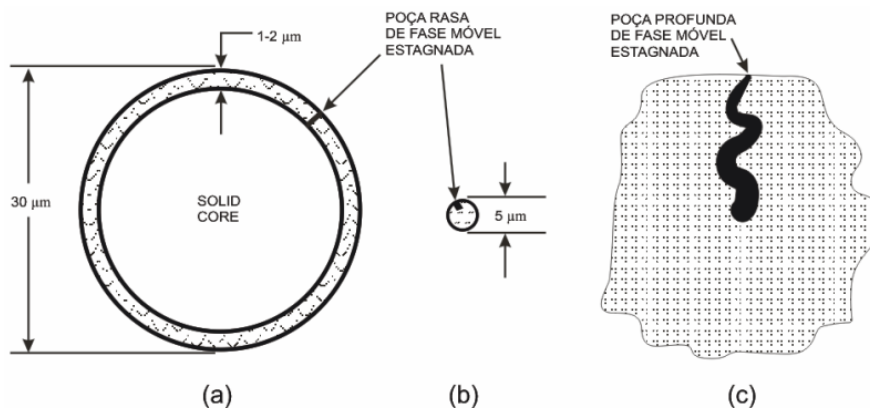 1-2 µm
POÇA RASA
DE FASE MÓVEL
ESTAGNADA
POÇA PROFUNDA
DE FASE MÓVEL
ESTAGNADA
30 µm
SOLID
CORE
5 µm
(a)
(b)
(c)